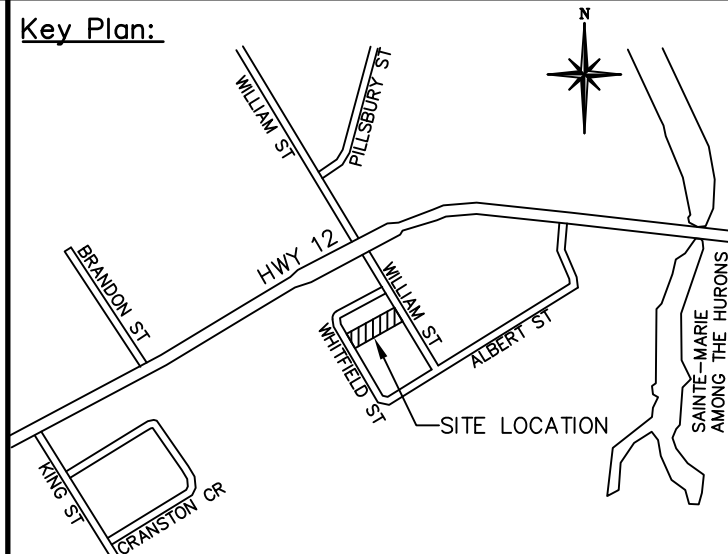 Key Plan:
N
WILLIAM ST
PILLSBURY ST
BRANDON ST
HWY 12
WILLIAM ST
WHITFIELD ST
ALBERT ST
SITE LOCATION
SAINTE-MARIE
AMONG THE HURONS
KING ST
CRANSTON CR